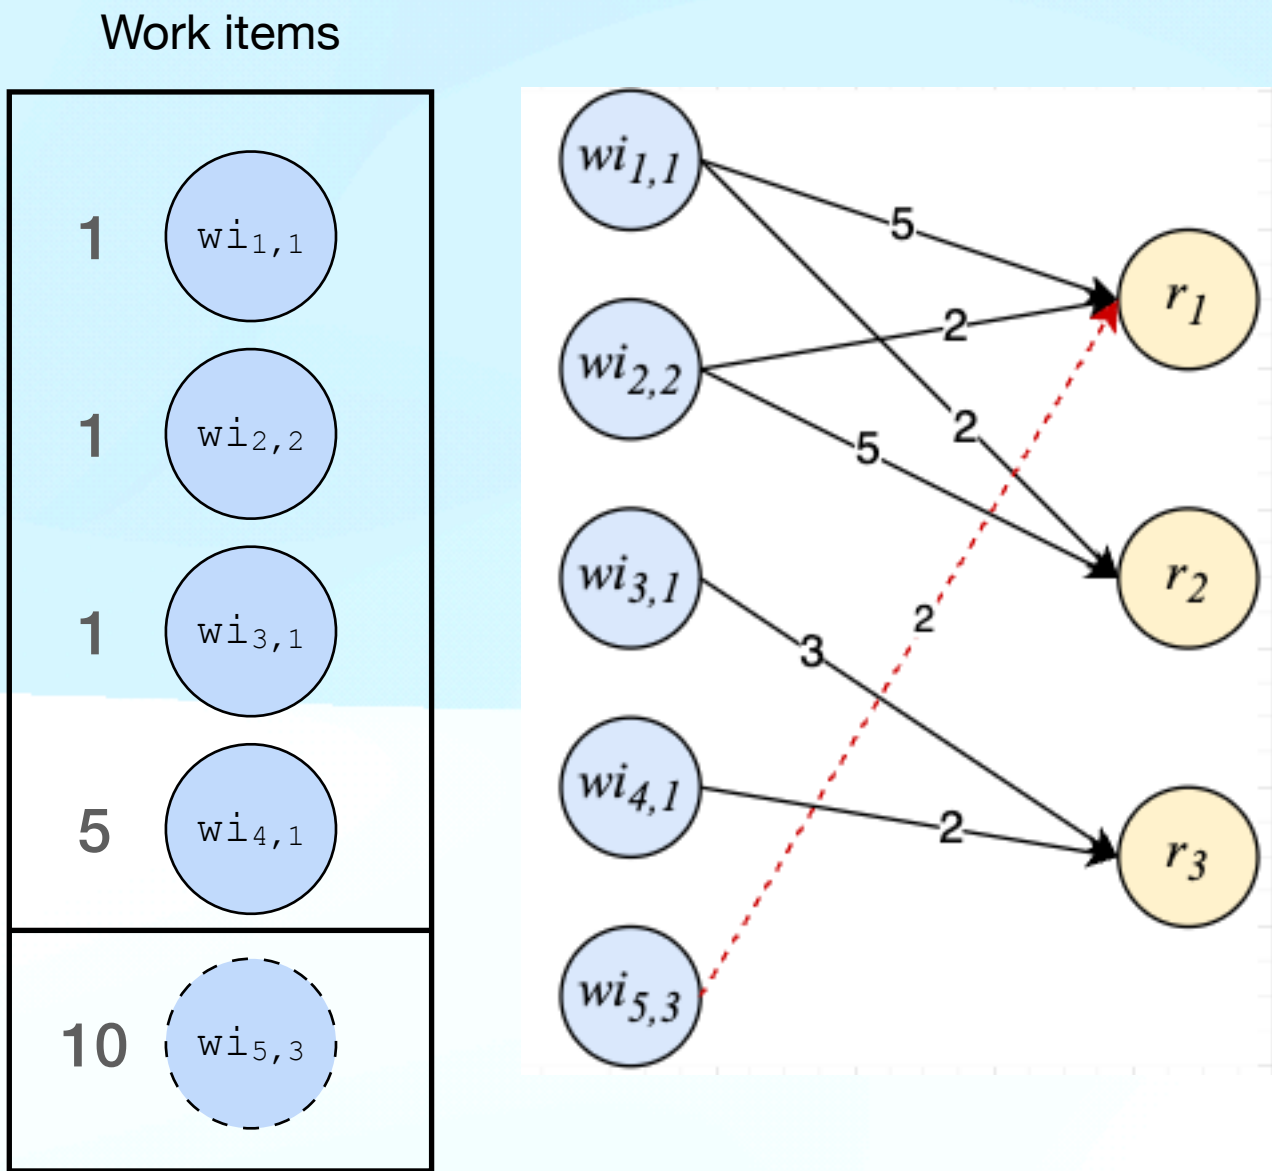 Work items
1 wi1,1
1 wi2,2
1 wi3,1
5 wi4,1
10 wi5,3
wi1,1
5
r1
wi2,2
2
2
5
wi3,1
r2
2
3
wi4,1
2
r3
wi5,3